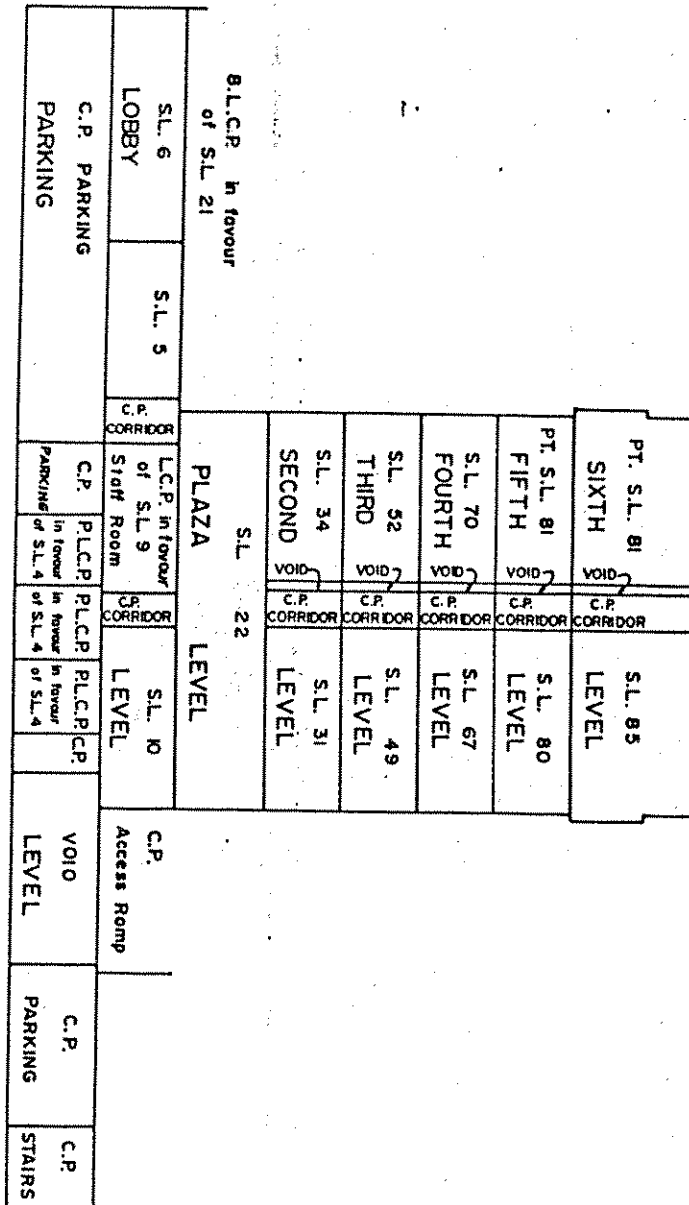 PT. S.L. 81
S.L. 85
SIXTH
LEVEL
VOID
C.P.
CORRIDOR
PT. S.L. 81
S.L. 80
FIFTH
LEVEL
VOID
C.P.
CORRIDOR
S.L. 70
S.L. 67
FOURTH
LEVEL
VOID
C.P.
CORRIDOR
S.L. 52
S.L. 49
THIRD
LEVEL
VOID
C.P.
CORRIDOR
S.L. 34
S.L. 31
SECOND
LEVEL
VOID
C.P.
CORRIDOR
B.L.C.P. in favour
of S.L. 21
S.L. 22
PLAZA LEVEL
S.L. 6
LOBBY
S.L. 5
C.P.
CORRIDOR
L.C.P. in favour
of S.L. 9
Staff Room
C.P.
CORRIDOR
S.L. 10
LEVEL
C.P.
Access Ramp
C.P. PARKING
PARKING
C.P.
PARKING
P.L.C.P.
in favour
of S.L. 4
P.L.C.P.
in favour
of S.L. 4
P.L.C.P.
in favour
of S.L. 4
C.P.
VOID
LEVEL
C.P.
PARKING
C.P.
STAIRS